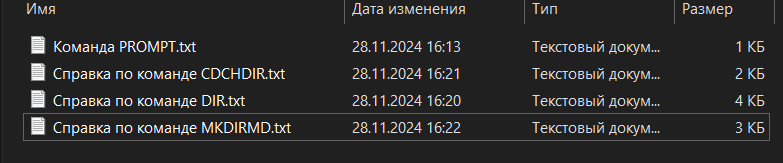 Имя Дата изменения Тип Размер
Команда PROMPT.txt 28.11.2024 16:13 Текстовый докум... 1 КБ
Справка по команде CDCHDIR.txt 28.11.2024 16:21 Текстовый докум... 2 КБ
Справка по команде DIR.txt 28.11.2024 16:20 Текстовый докум... 4 КБ
Справка по команде MKDIRMD.txt 28.11.2024 16:22 Текстовый докум... 3 КБ